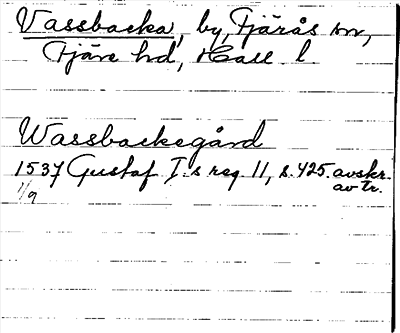 Vassbacka, by, Fjärås sn,
Fjäre hd, Hall. l.
Wassbackegård
1537 Gustaf I:s reg. 11, s. 425. avskr.
1/9 av tr.